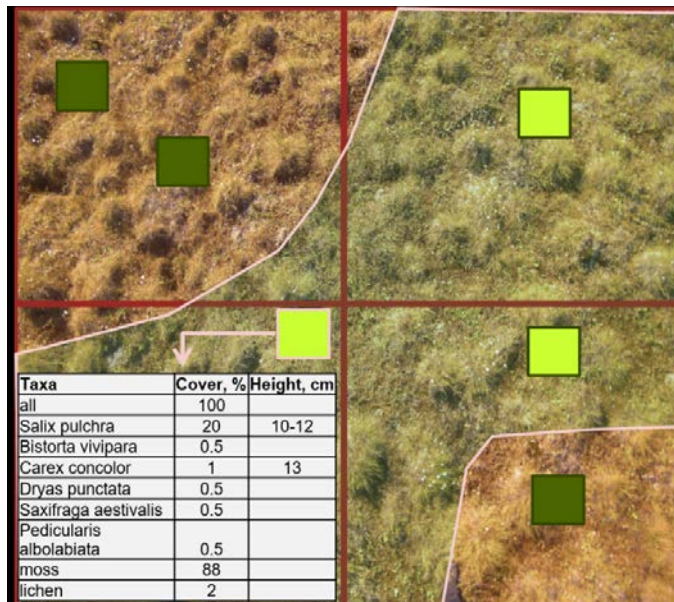 Taxa Cover, % Height, cm
all 100
Salix pulchra 20 10-12
Bistorta vivipara 0.5
Carex concolor 1 13
Dryas punctata 0.5
Saxifraga aestivalis 0.5
Pedicularis
albolabiata 0.5
moss 88
lichen 2